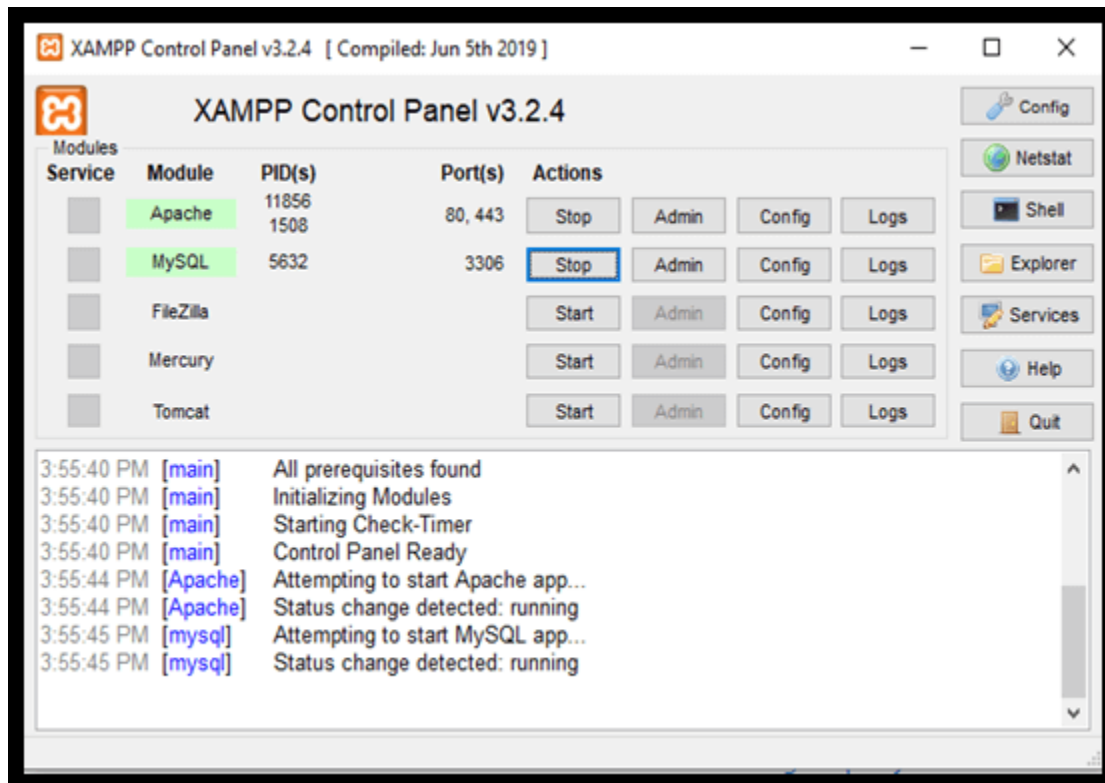 XAMPP Control Panel v3.2.4 [ Compiled: Jun 5th 2019 ]
XAMPP Control Panel v3.2.4
Config
Modules
Service Module PID(s) Port(s) Actions
Netstat
Apache 11856 1508 80, 443 Stop Admin Config Logs
Shell
MySQL 5632 3306 Stop Admin Config Logs
Explorer
FileZilla Start Admin Config Logs
Services
Mercury Start Admin Config Logs
Help
Tomcat Start Admin Config Logs
Quit
3:55:40 PM [main] All prerequisites found
3:55:40 PM [main] Initializing Modules
3:55:40 PM [main] Starting Check-Timer
3:55:40 PM [main] Control Panel Ready
3:55:44 PM [Apache] Attempting to start Apache app...
3:55:44 PM [Apache] Status change detected: running
3:55:45 PM [mysql] Attempting to start MySQL app...
3:55:45 PM [mysql] Status change detected: running